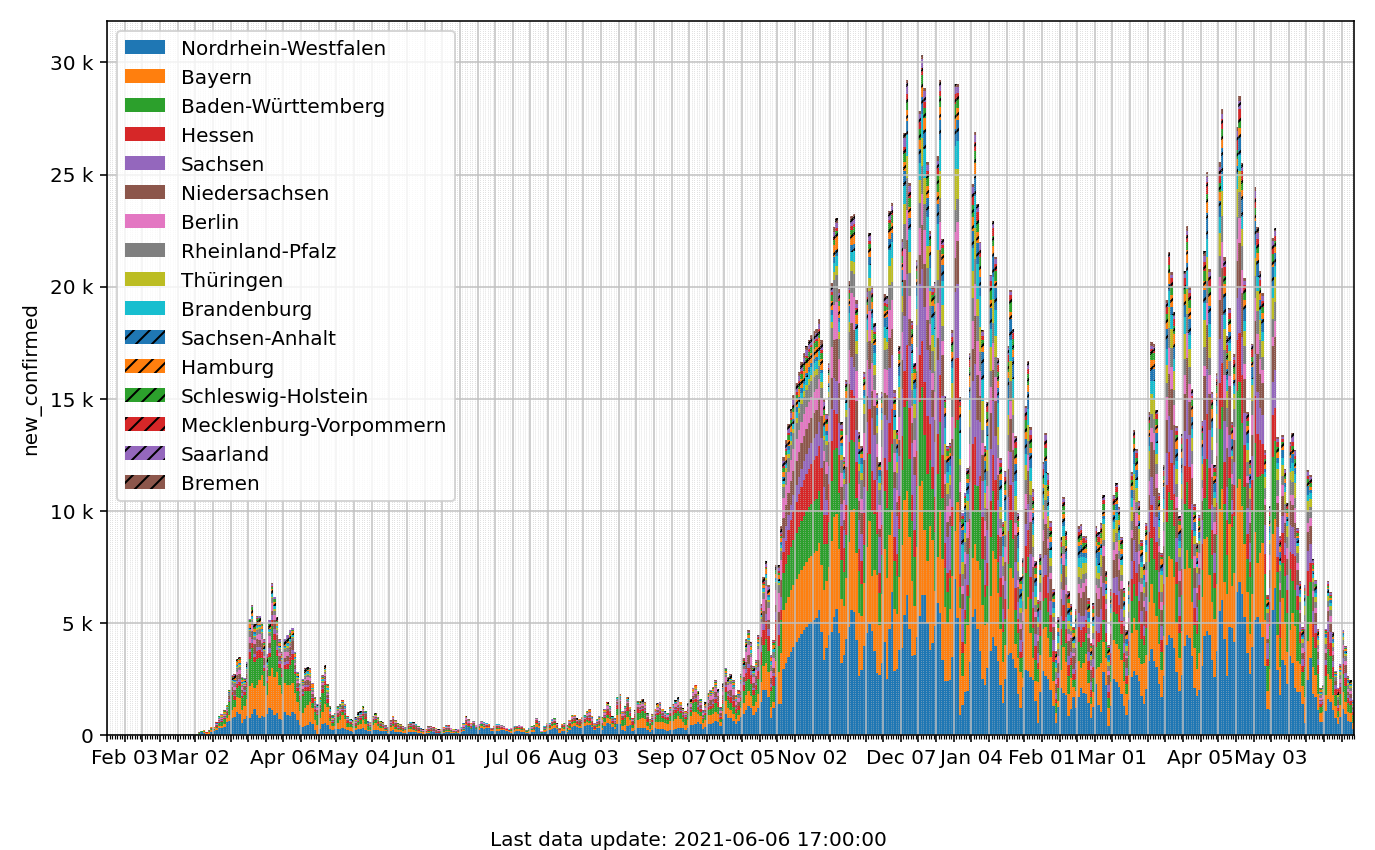 30 k
25 k
20 k
15 k
10 k
5 k
0
new_confirmed
Nordrhein-Westfalen
Bayern
Baden-Württemberg
Hessen
Sachsen
Niedersachsen
Berlin
Rheinland-Pfalz
Thüringen
Brandenburg
Sachsen-Anhalt
Hamburg
Schleswig-Holstein
Mecklenburg-Vorpommern
Saarland
Bremen
Feb 03 Mar 02 Apr 06 May 04 Jun 01 Jul 06 Aug 03 Sep 07 Oct 05 Nov 02 Dec 07 Jan 04 Feb 01 Mar 01 Apr 05 May 03
Last data update: 2021-06-06 17:00:00